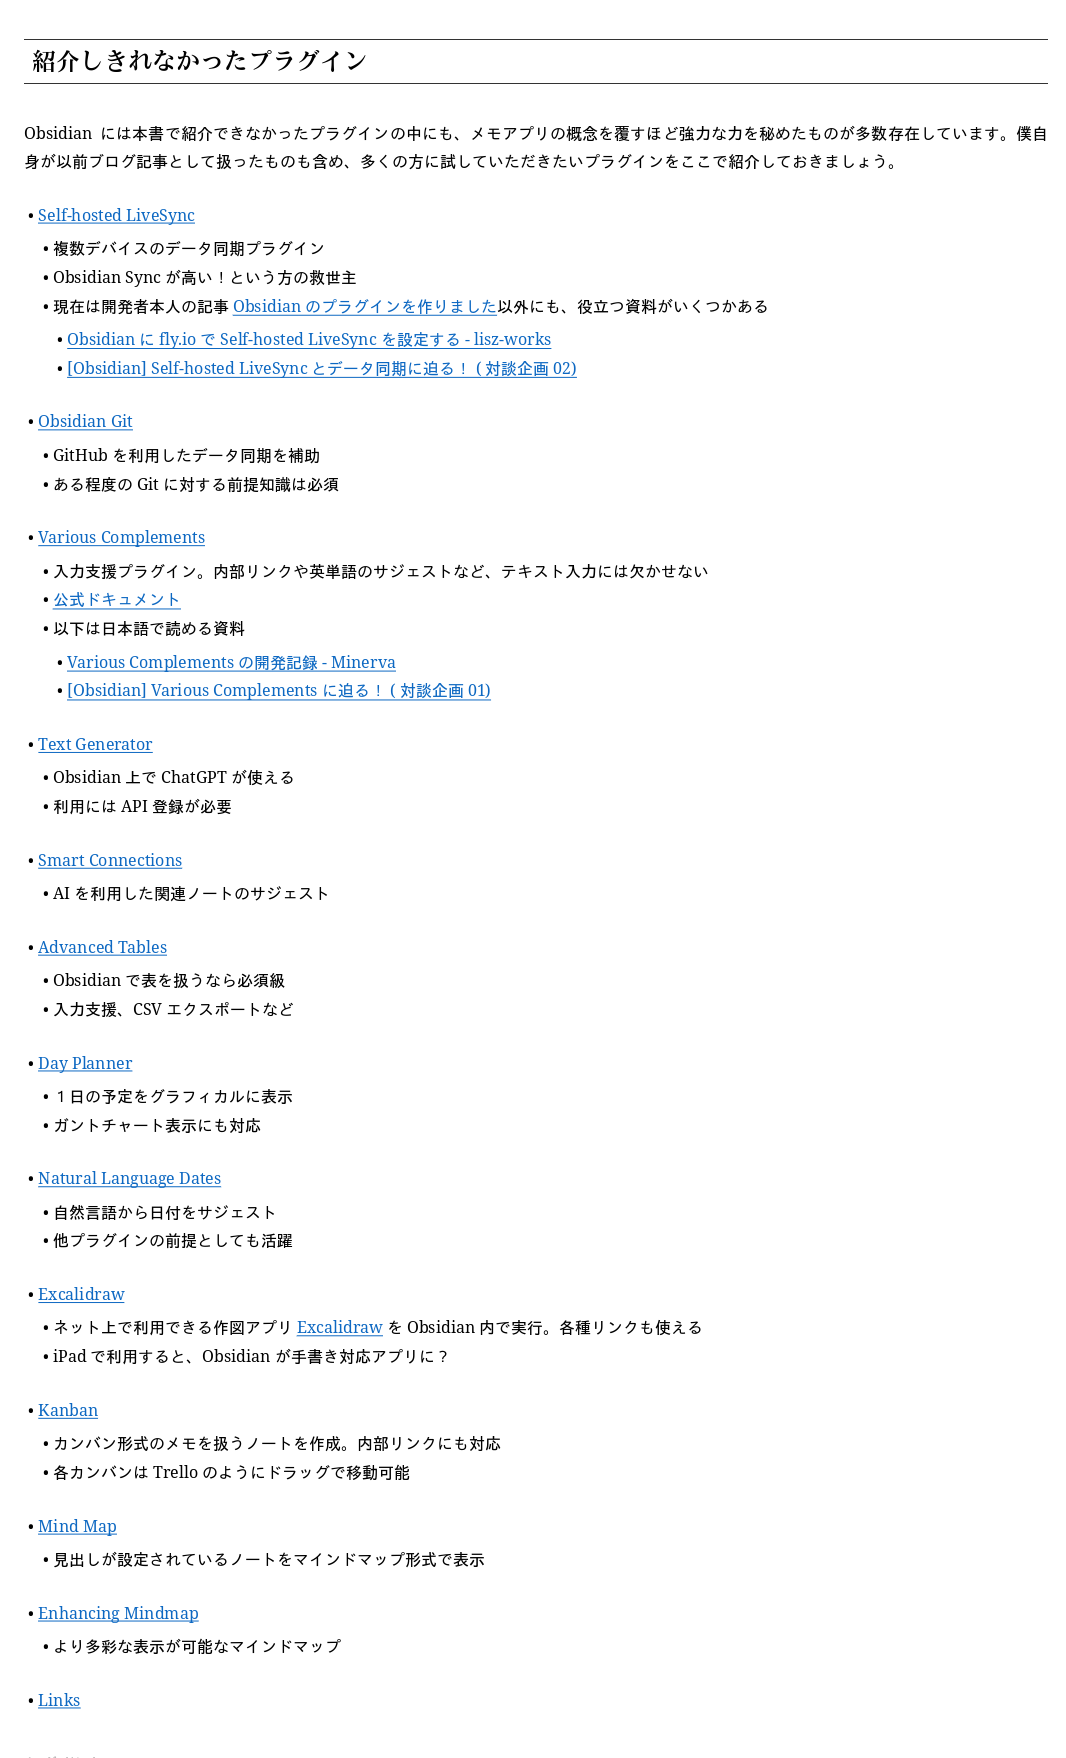 紹介しきれなかったプラグイン
Obsidian には本書で紹介できなかったプラグインの中にも、メモアプリの概念を覆すほど強力な力を秘めたものが多数存在しています。僕自
身が以前ブログ記事として扱ったものも含め、多くの方に試していただきたいプラグインをここで紹介しておきましょう。
• Self-hosted LiveSync
• 複数デバイスのデータ同期プラグイン
• Obsidian Sync が高い！という方の救世主
• 現在は開発者本人の記事 Obsidian のプラグインを作りました以外にも、役立つ資料がいくつかある
• Obsidian に fly.io で Self-hosted LiveSync を設定する - lisz-works
• [Obsidian] Self-hosted LiveSync とデータ同期に迫る！ ( 対談企画 02)
• Obsidian Git
• GitHub を利用したデータ同期を補助
• ある程度の Git に対する前提知識は必須
• Various Complements
• 入力支援プラグイン。内部リンクや英単語のサジェストなど、テキスト入力には欠かせない
• 公式ドキュメント
• 以下は日本語で読める資料
• Various Complements の開発記録 - Minerva
• [Obsidian] Various Complements に迫る！ ( 対談企画 01)
• Text Generator
• Obsidian 上で ChatGPT が使える
• 利用には API 登録が必要
• Smart Connections
• AI を利用した関連ノートのサジェスト
• Advanced Tables
• Obsidian で表を扱うなら必須級
• 入力支援、CSV エクスポートなど
• Day Planner
• １日の予定をグラフィカルに表示
• ガントチャート表示にも対応
• Natural Language Dates
• 自然言語から日付をサジェスト
• 他プラグインの前提としても活躍
• Excalidraw
• ネット上で利用できる作図アプリ Excalidraw を Obsidian 内で実行。各種リンクも使える
• iPad で利用すると、Obsidian が手書き対応アプリに？
• Kanban
• カンバン形式のメモを扱うノートを作成。内部リンクにも対応
• 各カンバンは Trello のようにドラッグで移動可能
• Mind Map
• 見出しが設定されているノートをマインドマップ形式で表示
• Enhancing Mindmap
• より多彩な表示が可能なマインドマップ
• Links